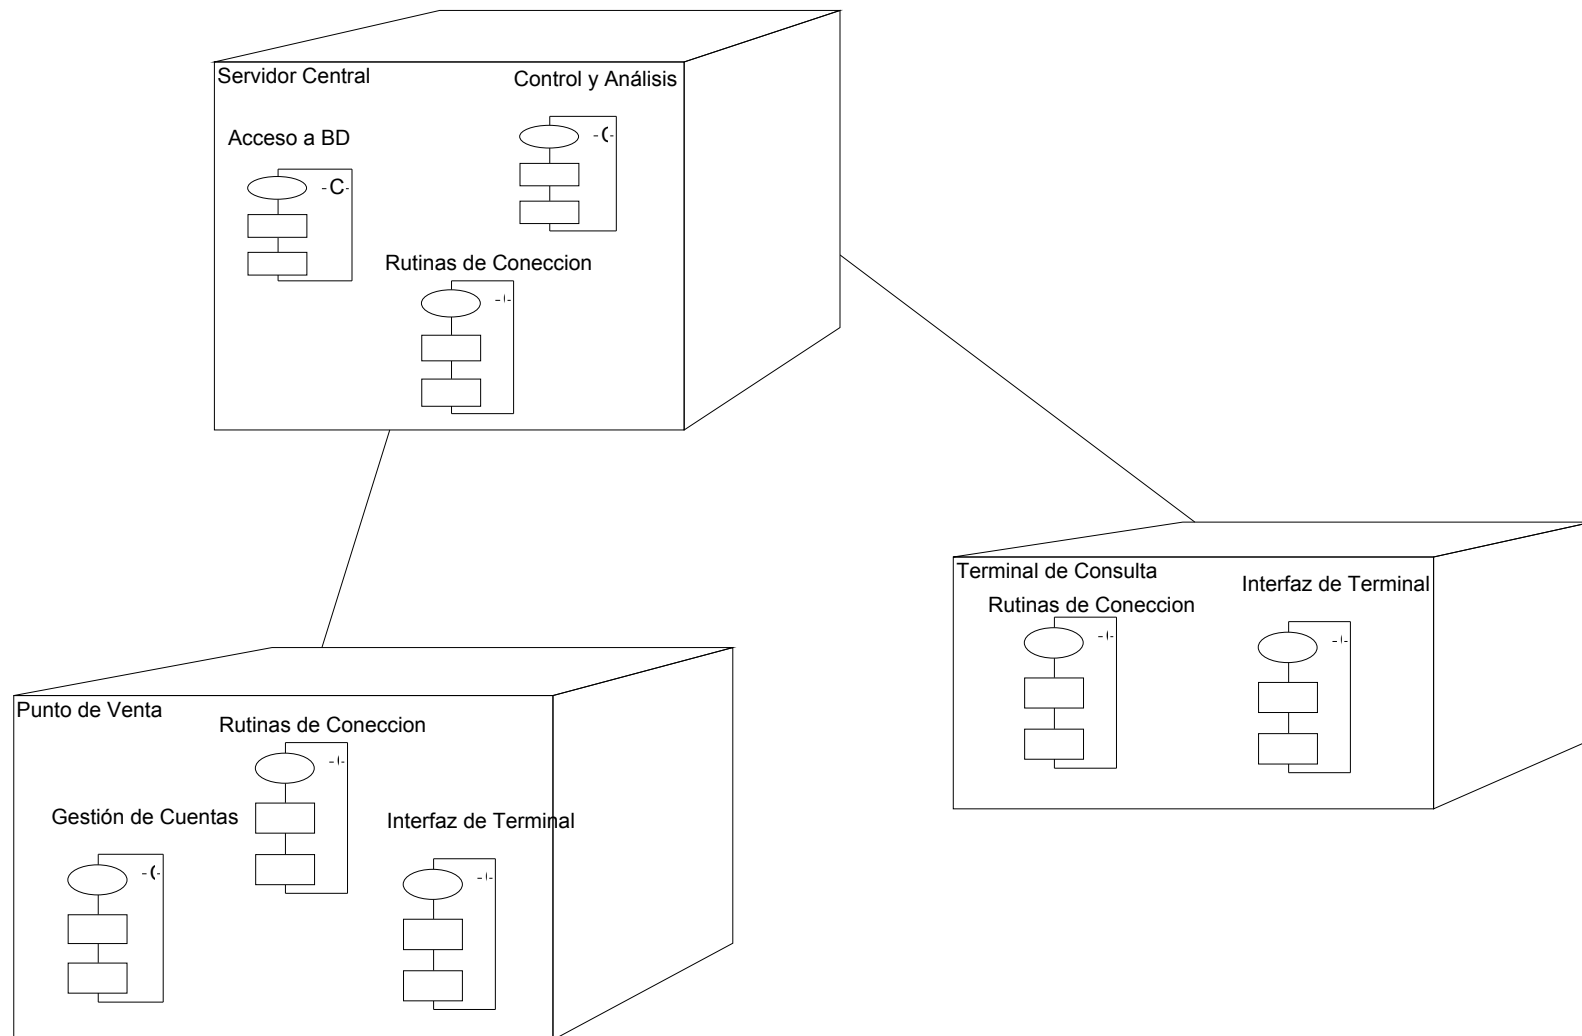 Servidor Central
Control y Análisis
Acceso a BD
-C-
Rutinas de Coneccion
Terminal de Consulta
Interfaz de Terminal
Rutinas de Coneccion
Punto de Venta
Rutinas de Coneccion
Gestión de Cuentas
Interfaz de Terminal